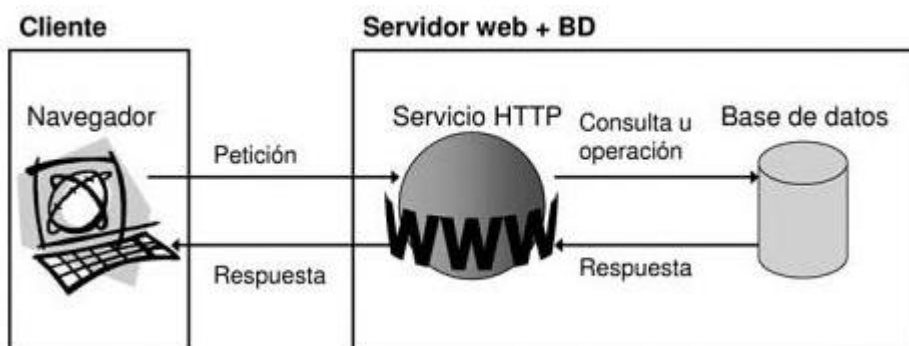 Cliente
Servidor web + BD
Navegador
Petición
Respuesta
Servicio HTTP
WWW
Consulta u
operación
Respuesta
Base de datos